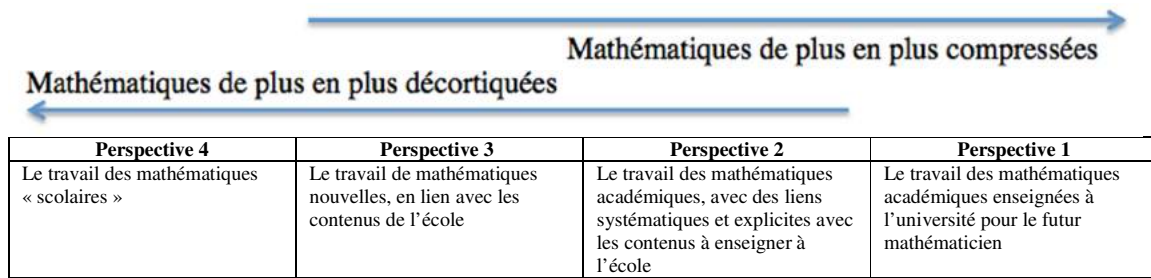 Mathématiques de plus en plus compressées
Mathématiques de plus en plus décortiquées
Perspective 4
Perspective 3
Perspective 2
Perspective 1
Le travail des mathématiques
« scolaires »
Le travail de mathématiques
nouvelles, en lien avec les
contenus de l'école
Le travail des mathématiques
académiques, avec des liens
systématiques et explicites avec
les contenus à enseigner à
l'école
Le travail des mathématiques
académiques enseignées à
l'université pour le futur
mathématicien